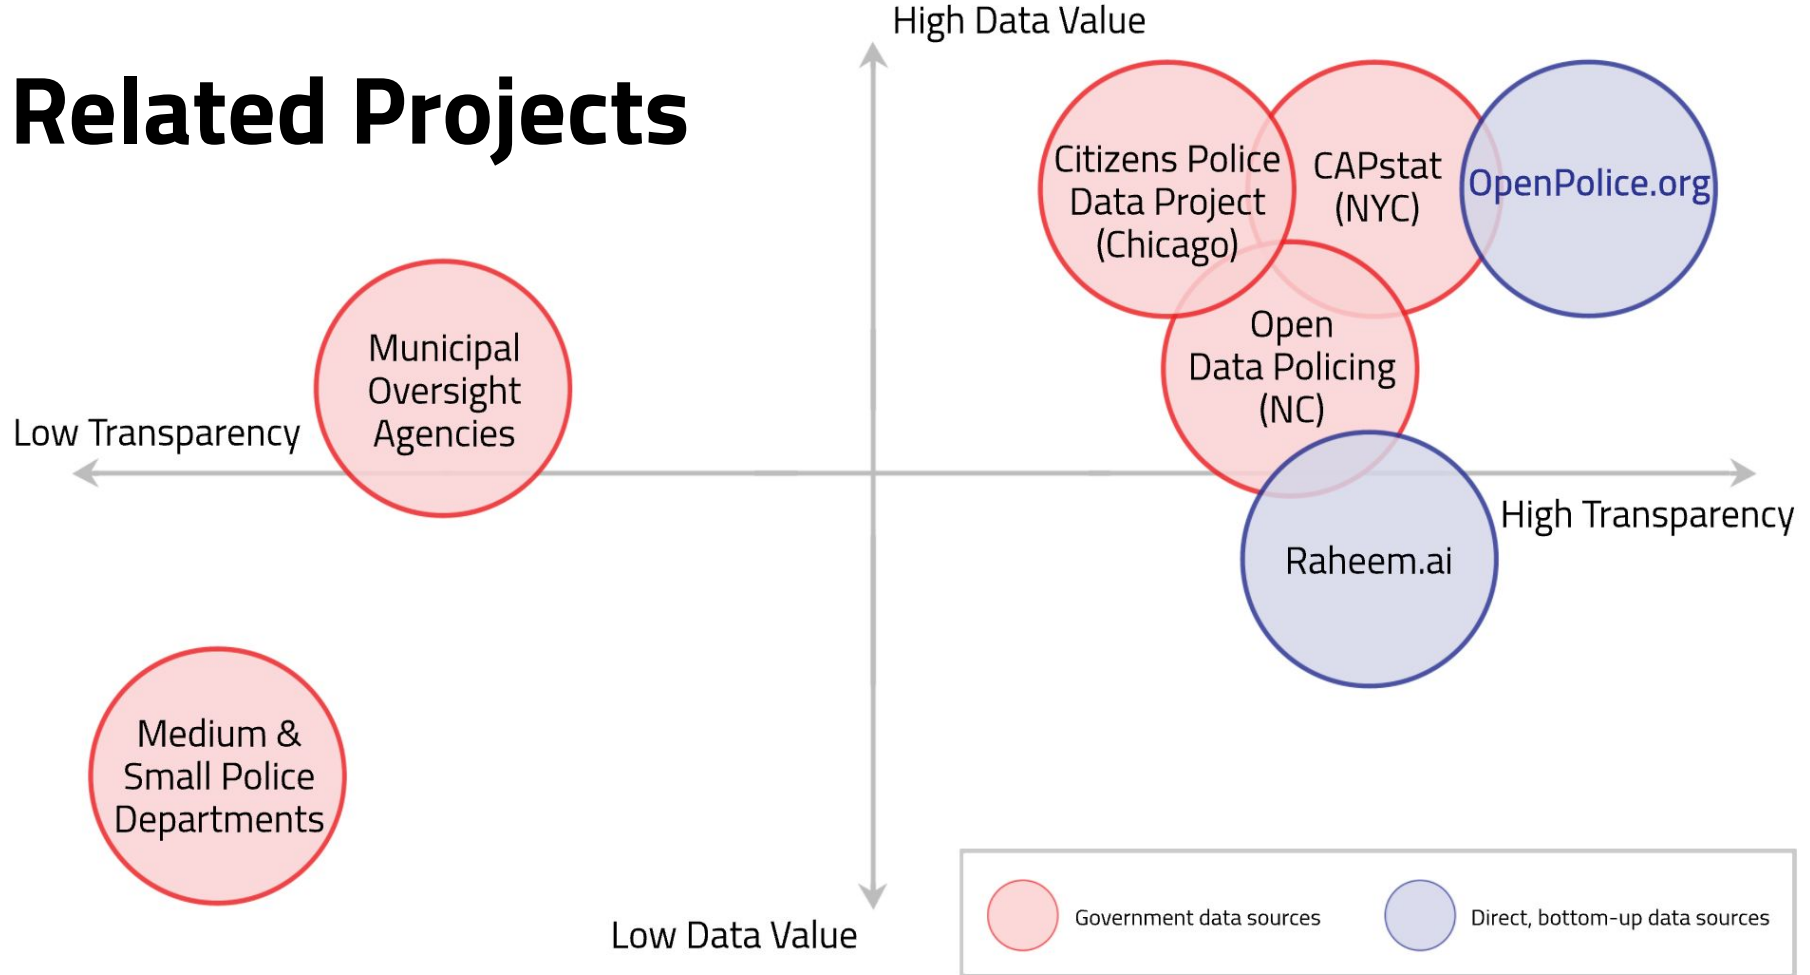 Related Projects
High Data Value
Citizens Police
Data Project
(Chicago)
CAPstat
(NYC)
OpenPolice.org
Open
Data Policing
(NC)
Municipal
Oversight
Agencies
Low Transparency
High Transparency
Raheem.ai
Medium &
Small Police
Departments
Low Data Value
Government data sources
Direct, bottom-up data sources